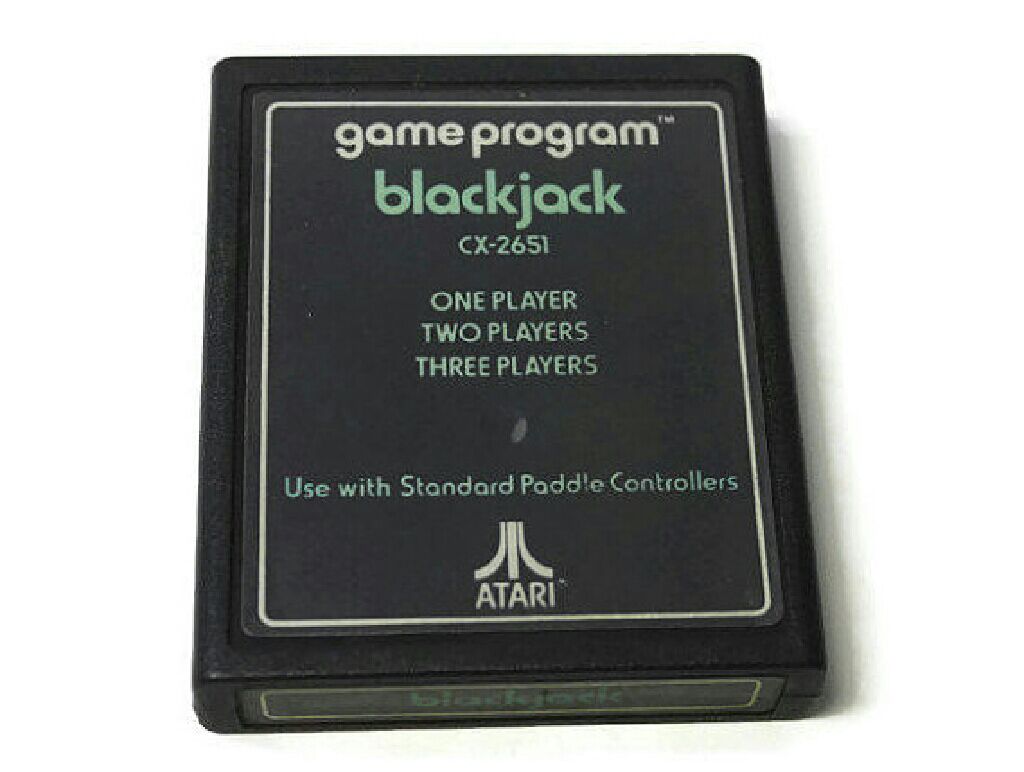 game program™
blackjack
CX-2651
ONE PLAYER
TWO PLAYERS
THREE PLAYERS
Use with Standard Paddle Controllers
ATARI™
blackjack